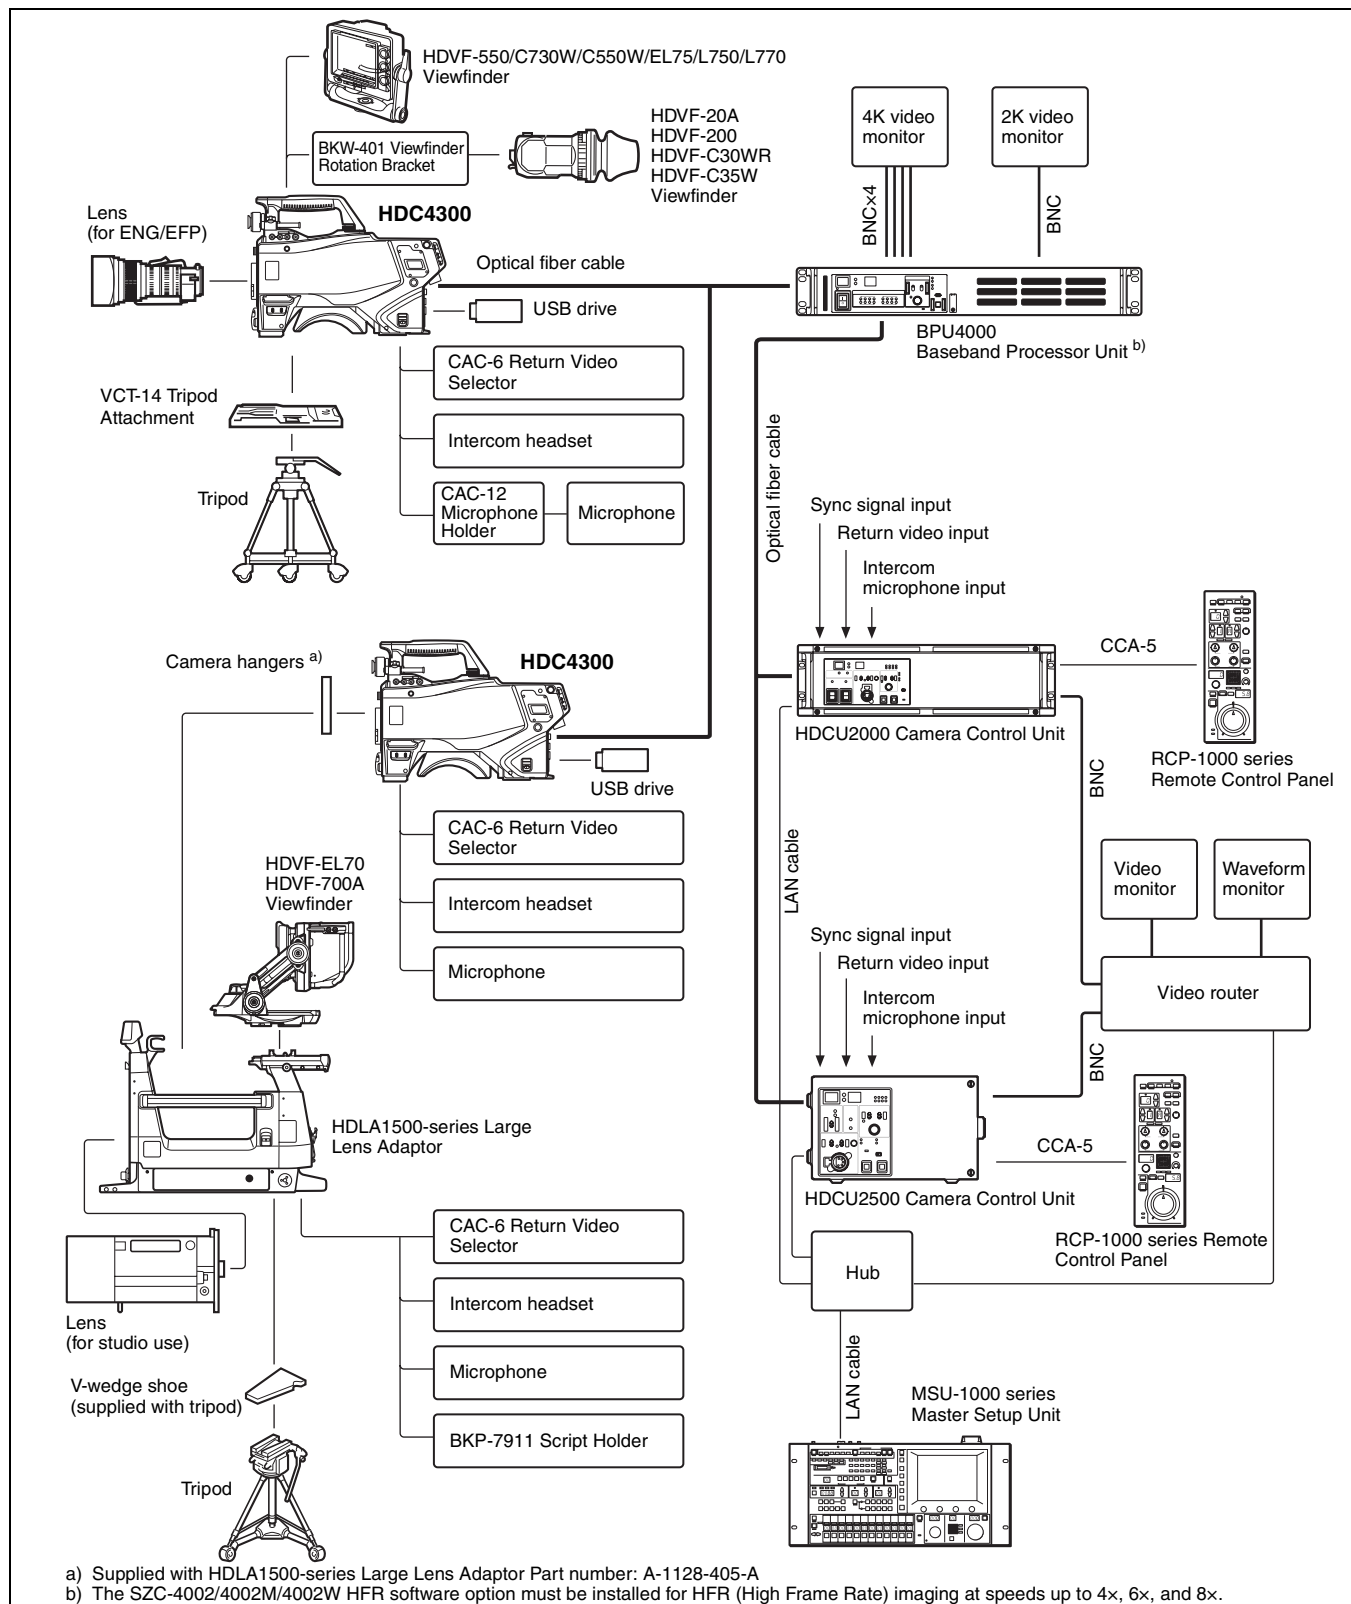 HDVF-550/C730W/C550W/EL75/L750/L770
Viewfinder
BKW-401 Viewfinder
Rotation Bracket
HDVF-20A
HDVF-200
HDVF-C30WR
HDVF-C35W
Viewfinder
4K video
monitor
2K video
monitor
BNC×4
BNC
Lens
(for ENG/EFP)
HDC4300
Optical fiber cable
USB drive
BPU4000
Baseband Processor Unit b)
CAC-6 Return Video
Selector
VCT-14 Tripod
Attachment
Intercom headset
Tripod
CAC-12
Microphone
Holder
Microphone
Optical fiber cable
Sync signal input
Return video input
Intercom
microphone input
CCA-5
HDCU2000 Camera Control Unit
RCP-1000 series
Remote Control Panel
Camera hangers a)
HDC4300
USB drive
BNC
LAN cable
CAC-6 Return Video
Selector
HDVF-EL70
HDVF-700A
Viewfinder
Intercom headset
Microphone
Video
monitor
Waveform
monitor
Sync signal input
Return video input
Intercom
microphone input
Video router
BNC
HDLA1500-series Large
Lens Adaptor
CCA-5
HDCU2500 Camera Control Unit
RCP-1000 series Remote
Control Panel
CAC-6 Return Video
Selector
Hub
Intercom headset
Lens
(for studio use)
Microphone
V-wedge shoe
(supplied with tripod)
LAN cable
MSU-1000 series
Master Setup Unit
BKP-7911 Script Holder
Tripod
a) Supplied with HDLA1500-series Large Lens Adaptor Part number: A-1128-405-A
b) The SZC-4002/4002M/4002W HFR software option must be installed for HFR (High Frame Rate) imaging at speeds up to 4×, 6×, and 8×.